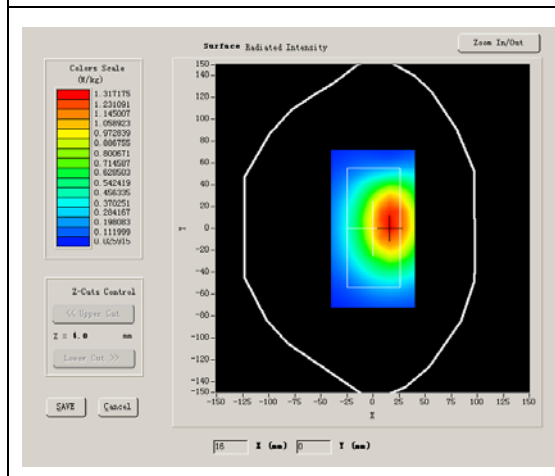 Surface Radiated Intensity
Zoom In/Out
Colors Scale
(W/kg)
1.317175
1.231091
1.145007
1.058923
0.972839
0.886755
0.800671
0.714587
0.628503
0.542419
0.456335
0.370251
0.284167
0.198083
0.111999
0.025915
Z-Cuts Control
<< Upper Cut
Z = 4.0 mm
Lower Cut >>
SAVE
Cancel
150
140
120
100
80
60
40
20
0
-20
-40
-60
-80
-100
-120
-140
-150
Y
-150 -125 -100 -75 -50 -25 0 25 50 75 100 125 150
X
16 X (mm) 0 Y (mm)